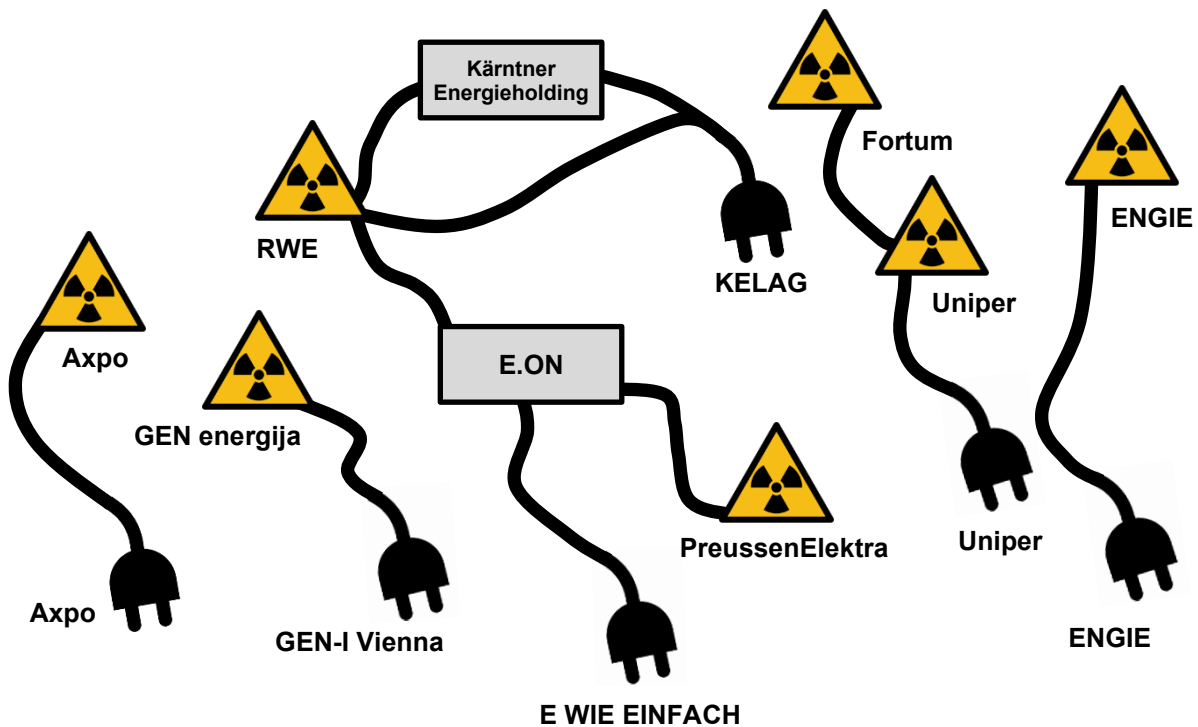 Kärntner
Energieholding
Fortum
RWE
ENGIE
KELAG
Uniper
Axpo
E.ON
GEN energija
PreussenElektra
Uniper
Axpo
GEN-I Vienna
ENGIE
E WIE EINFACH